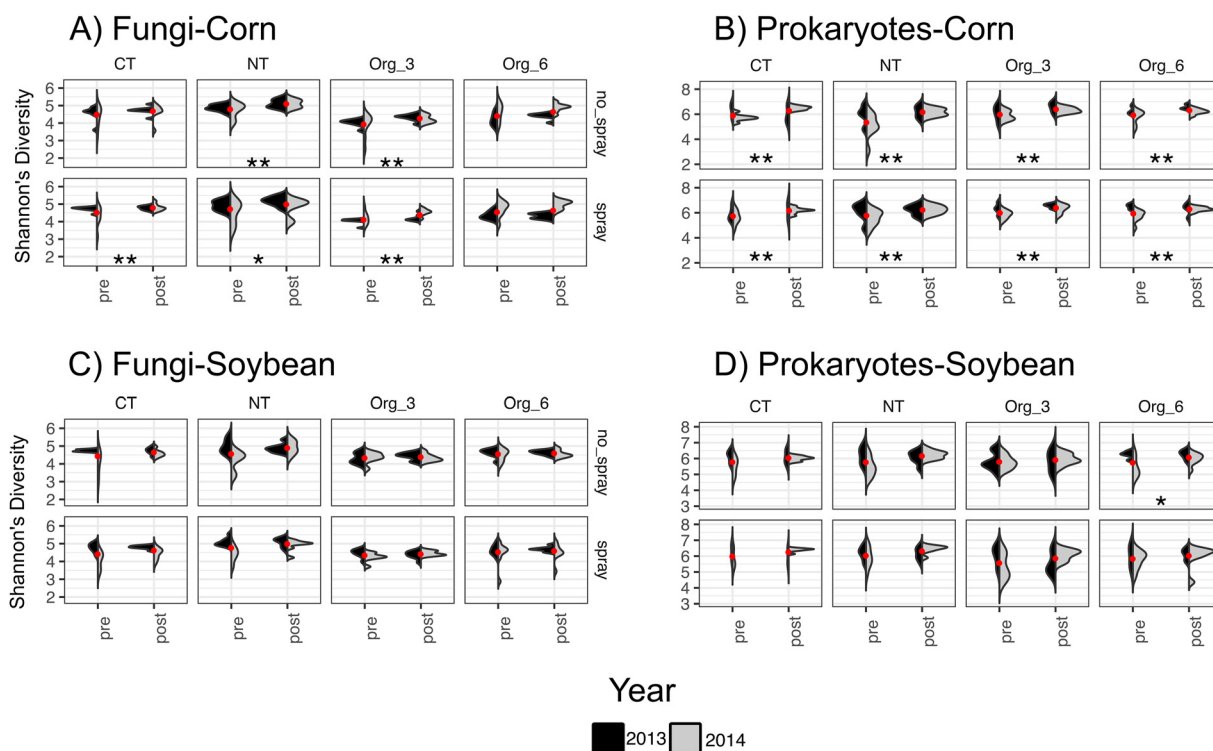 A) Fungi-Corn
CT NT Org_3 Org_6
Shannon's Diversity
6
5
4
3
2
no_spray
** **
6
5
4
3
2
spray
** * **
pre post pre post pre post pre post
B) Prokaryotes-Corn
CT NT Org_3 Org_6
8
6
4
2
** ** ** **
8
6
4
2
** ** ** **
pre post pre post pre post pre post
C) Fungi-Soybean
CT NT Org_3 Org_6
Shannon's Diversity
6
5
4
3
2
no_spray
6
5
4
3
2
spray
pre post pre post pre post pre post
D) Prokaryotes-Soybean
CT NT Org_3 Org_6
8
7
6
5
4
3
*
8
7
6
5
4
3
pre post pre post pre post pre post
Year
2013 2014